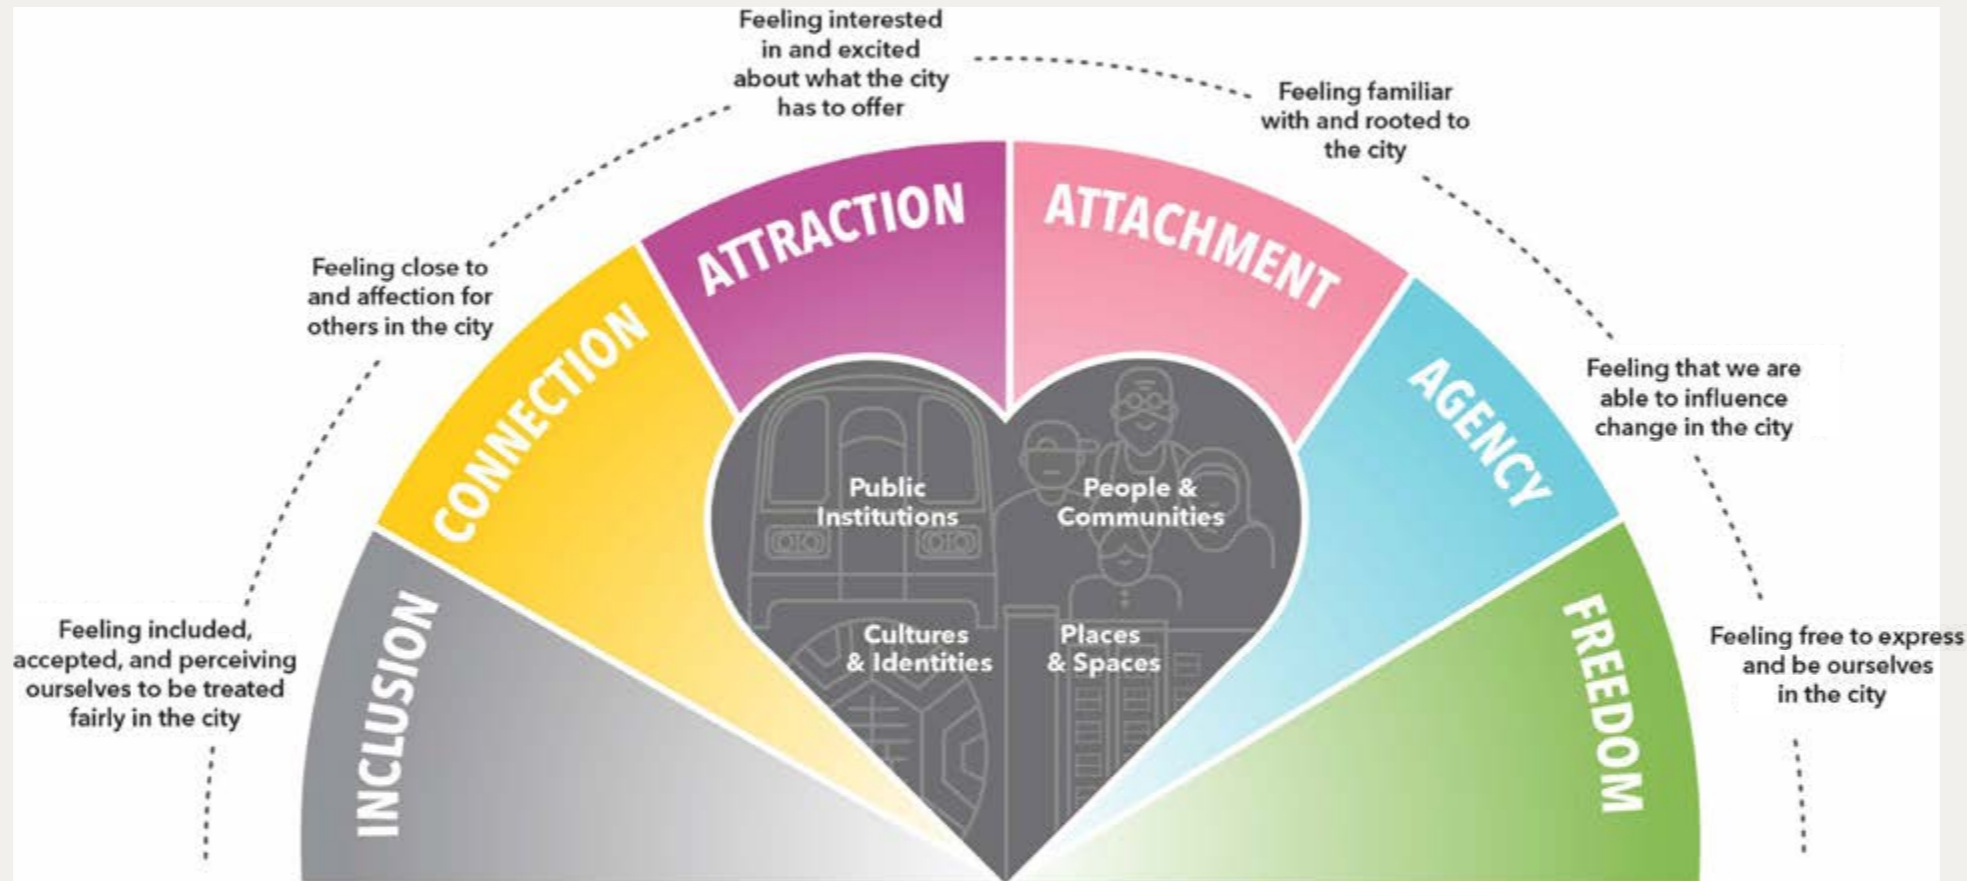 Feeling interested
in and excited
about what the city
has to offer
Feeling familiar
with and rooted to
the city
Feeling close to
and affection for
others in the city
Feeling that we are
able to influence
change in the city
Feeling included,
accepted, and perceiving
ourselves to be treated
fairly in the city
Feeling free to express
and be ourselves
in the city
INCLUSION
CONNECTION
ATTRACTION
ATTACHMENT
AGENCY
FREEDOM
Public
Institutions
People &
Communities
Cultures
& Identities
Places
& Spaces